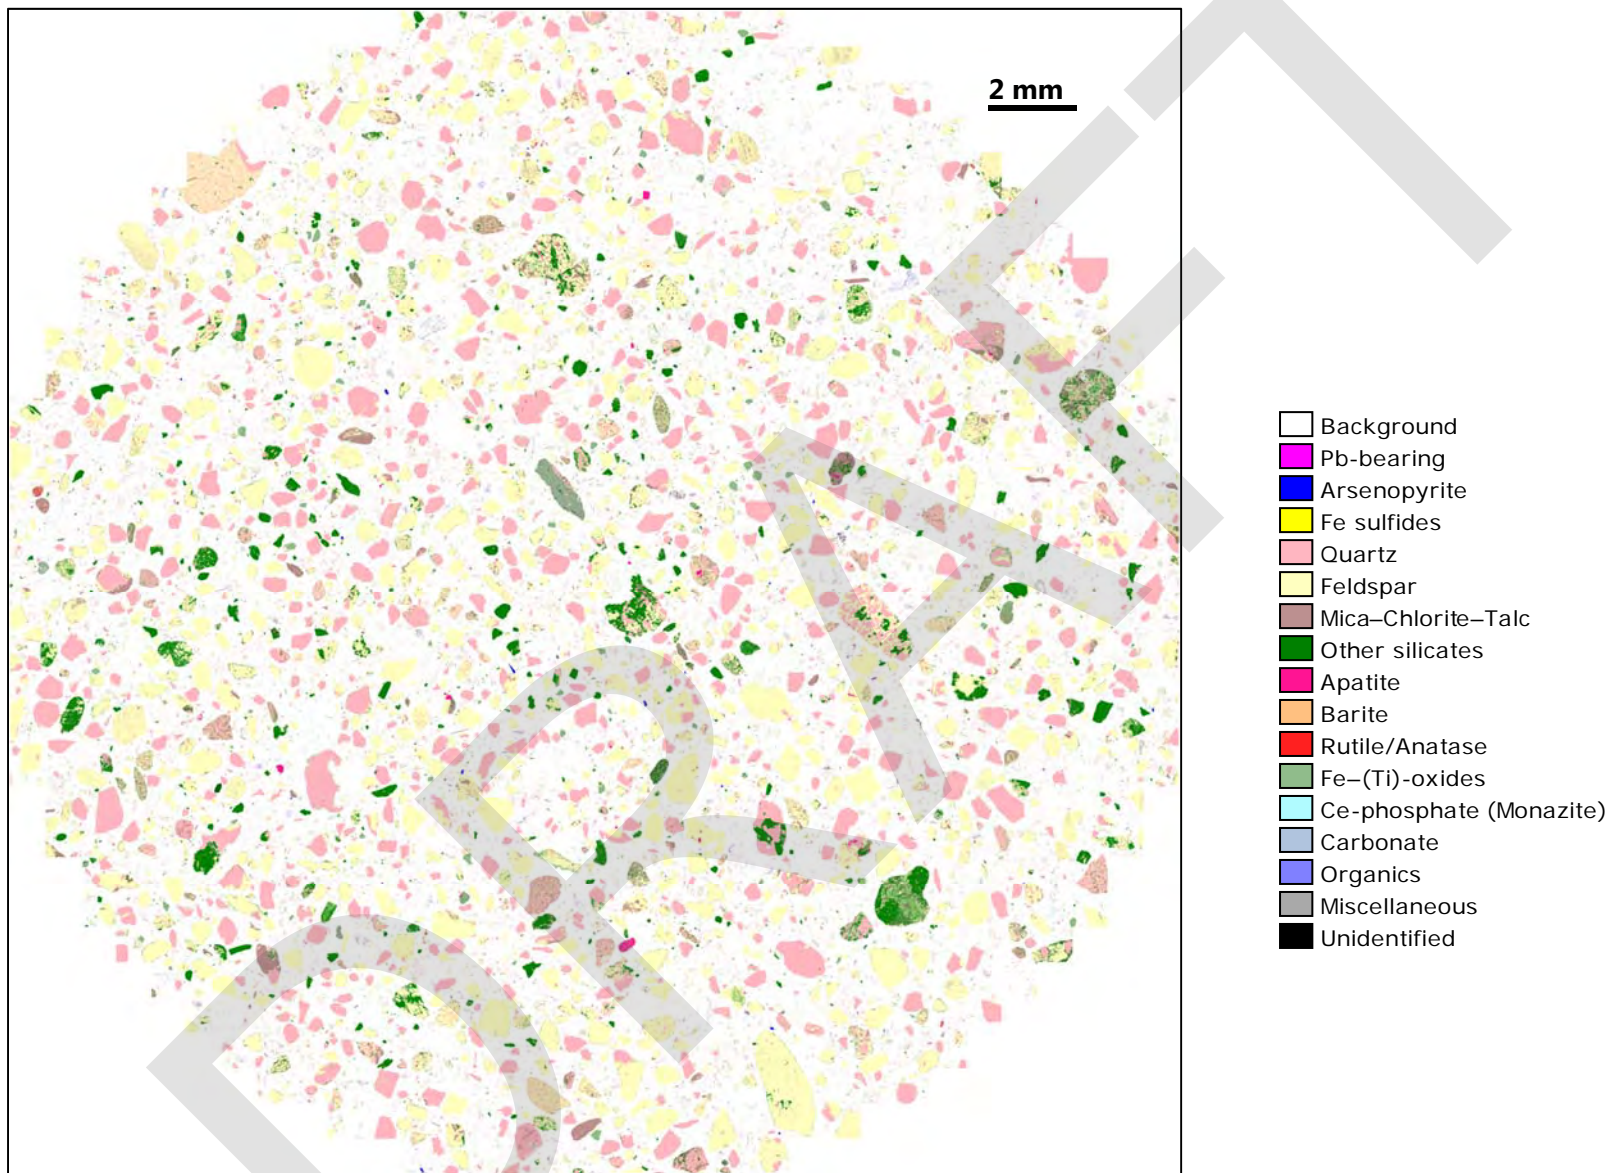 2 mm
Background
Pb-bearing
Arsenopyrite
Fe sulfides
Quartz
Feldspar
Mica–Chlorite–Talc
Other silicates
Apatite
Barite
Rutile/Anatase
Fe–(Ti)-oxides
Ce-phosphate (Monazite)
Carbonate
Organics
Miscellaneous
Unidentified
DRAFT